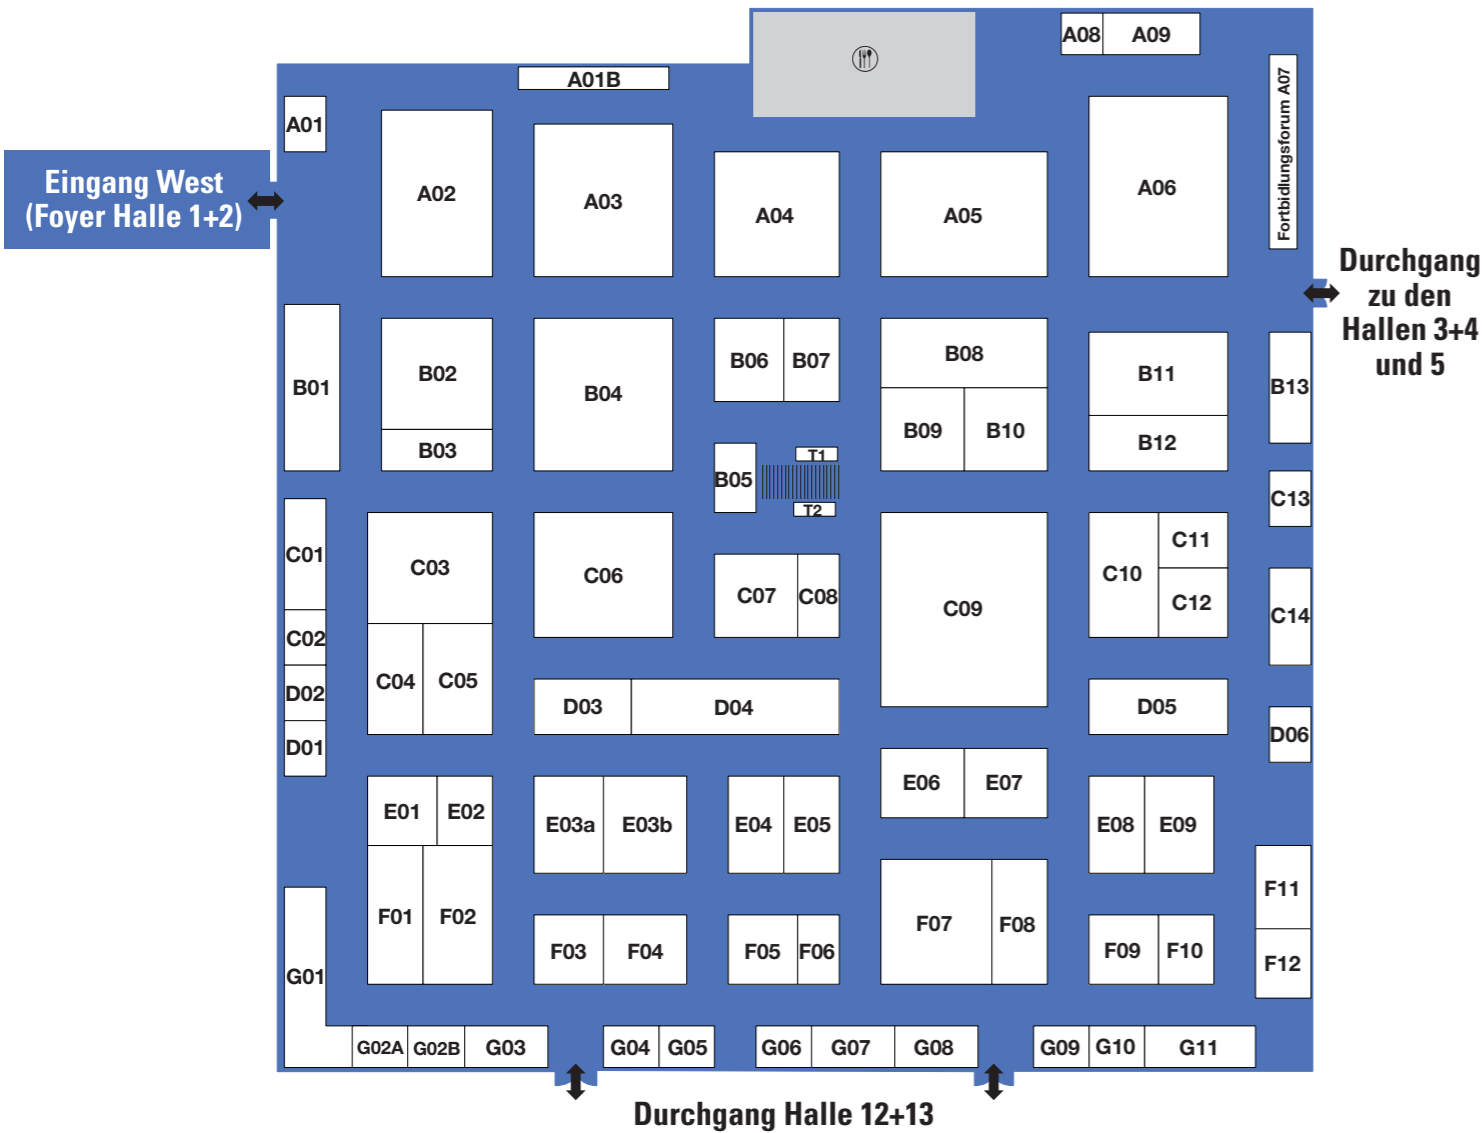 A08 A09
A01B
A01
Fortbidlungsforum A07
Eingang West
(Foyer Halle 1+2)
A02 A03 A04 A05 A06
Durchgang
zu den
Hallen 3+4
und 5
B01 B02 B04 B06 B07 B08 B11 B13
B03 B09 B10 B12
B05 T1
T2
C13
C01 C03 C06 C07 C08 C09 C10 C11
C12
C14
C02
C04 C05
D02
D03 D04 D05
D01
D06
E01 E02 E03a E03b E04 E05 E06 E07 E08 E09
F01 F02 F03 F04 F05 F06 F07 F08 F09 F10 F11
F12
G01
G02A G02B G03 G04 G05 G06 G07 G08 G09 G10 G11
Durchgang Halle 12+13